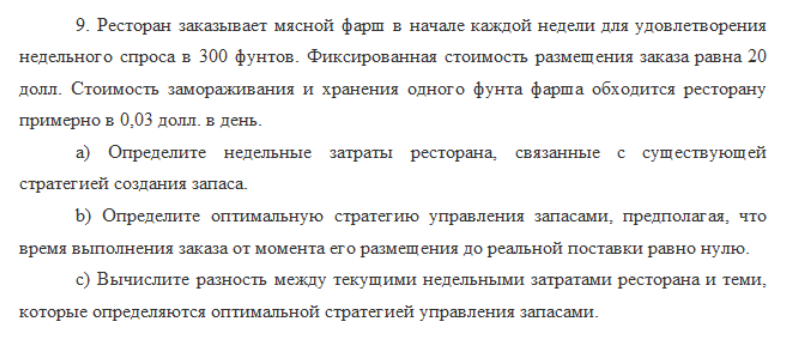 9. Ресторан заказывает мясной фарш в начале каждой недели для удовлетворения
недельного спроса в 300 фунтов. Фиксированная стоимость размещения заказа равна 20
долл. Стоимость замораживания и хранения одного фунта фарша обходится ресторану
примерно в 0,03 долл. в день.
a) Определите недельные затраты ресторана, связанные с существующей
стратегией создания запаса.
b) Определите оптимальную стратегию управления запасами, предполагая, что
время выполнения заказа от момента его размещения до реальной поставки равно нулю.
c) Вычислите разность между текущими недельными затратами ресторана и теми,
которые определяются оптимальной стратегией управления запасами.